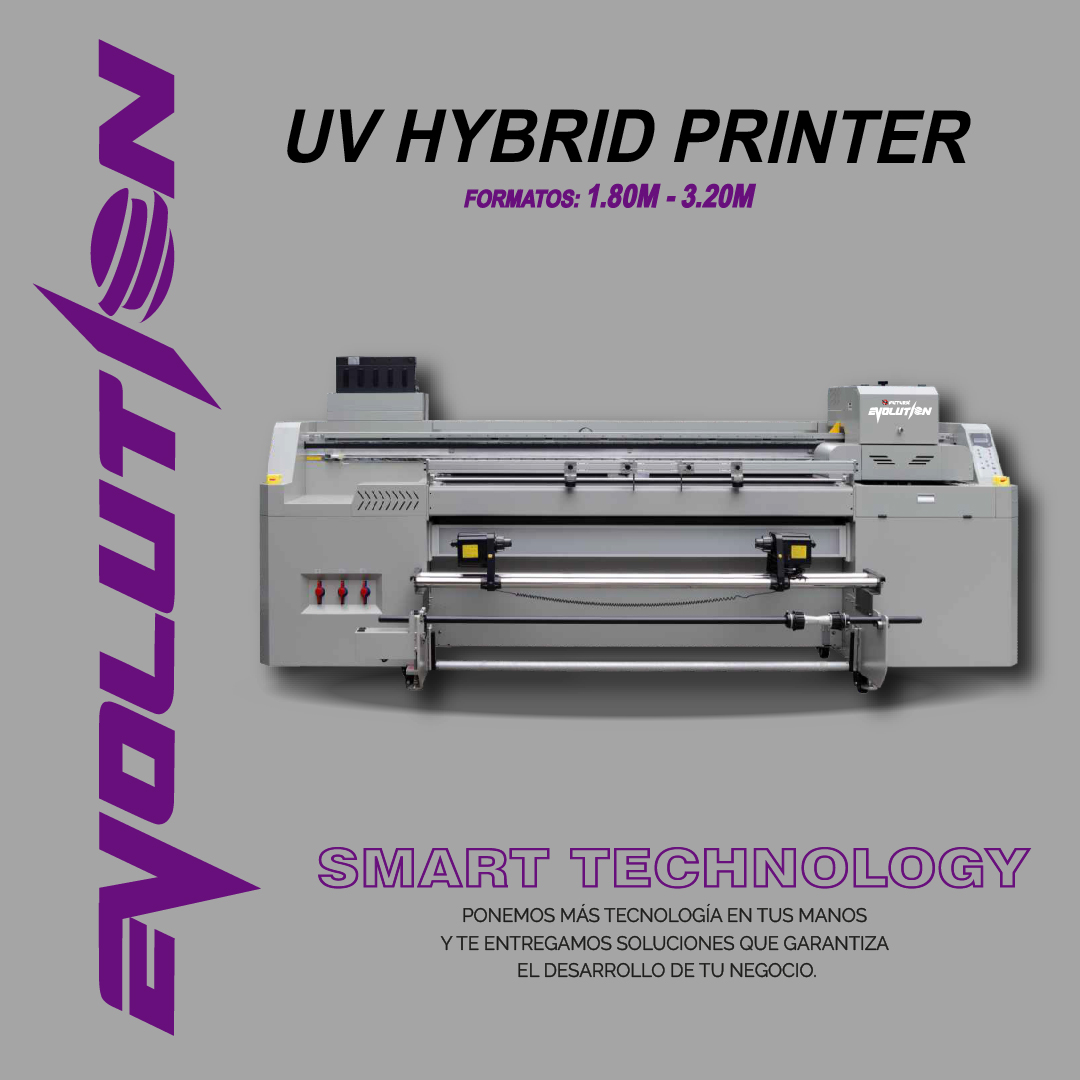 EVOLUTION
UV HYBRID PRINTER
FORMATOS: 1.80M - 3.20M
FUTURE
EVOLUTION
SMART TECHNOLOGY
PONEMOS MÁS TECNOLOGÍA EN TUS MANOS
Y TE ENTREGAMOS SOLUCIONES QUE GARANTIZA
EL DESARROLLO DE TU NEGOCIO.